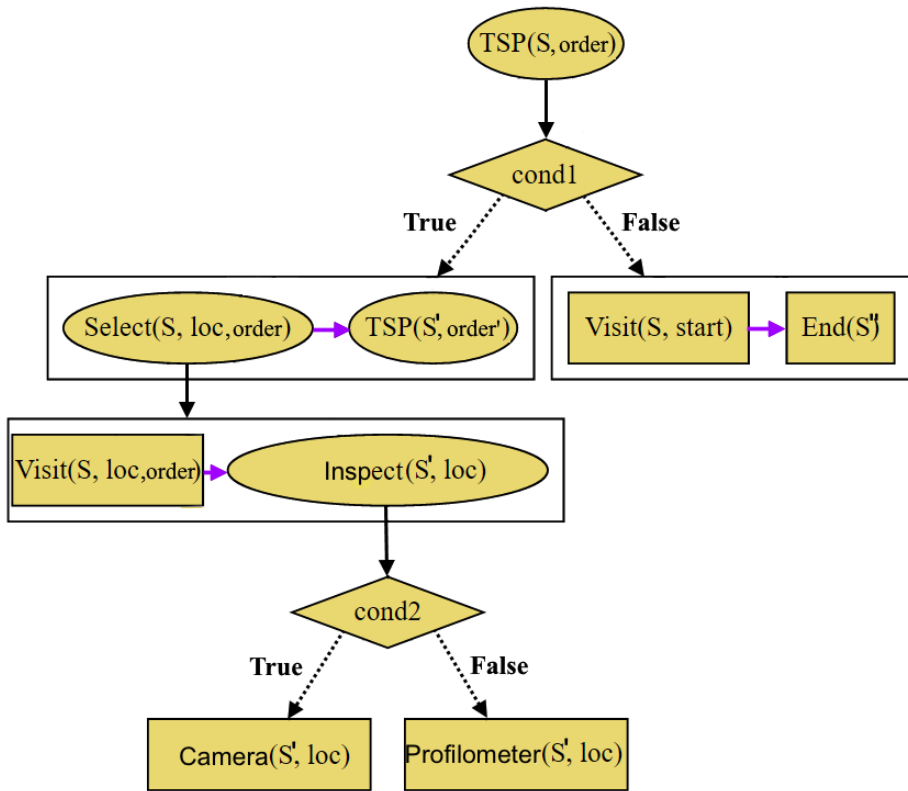 TSP(S, order)
cond1
True
False
Select(S, loc,order)
TSP(S', order')
Visit(S, start)
End(S'')
Visit(S, loc,order)
Inspect(S', loc)
cond2
True
False
Camera(S', loc)
Profilometer(S', loc)